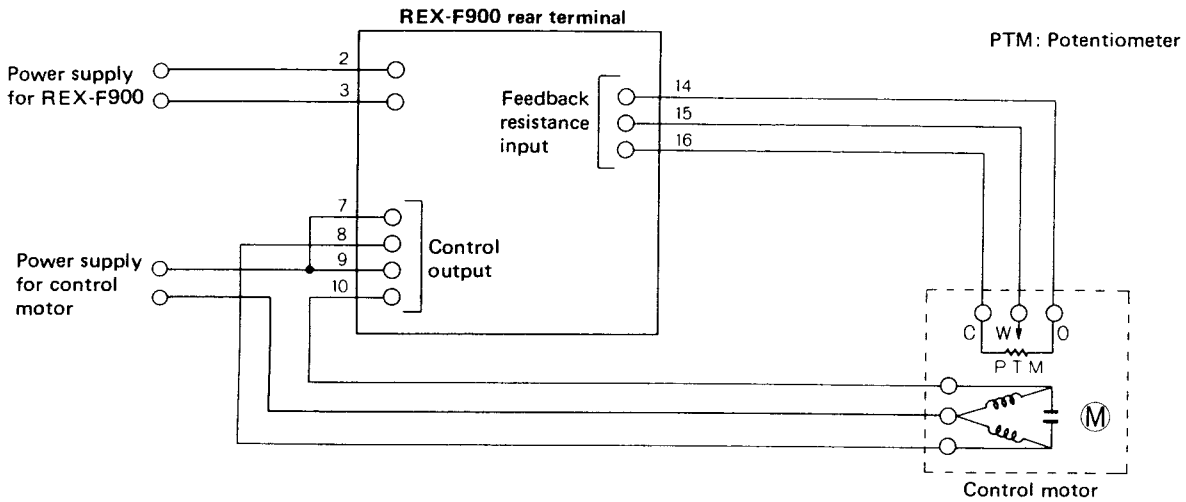 REX-F900 rear terminal
PTM: Potentiometer
Power supply
for REX-F900
2
3
Feedback
resistance
input
14
15
16
7
8
9
10
Control
output
Power supply
for control
motor
C W O
PTM
M
Control motor